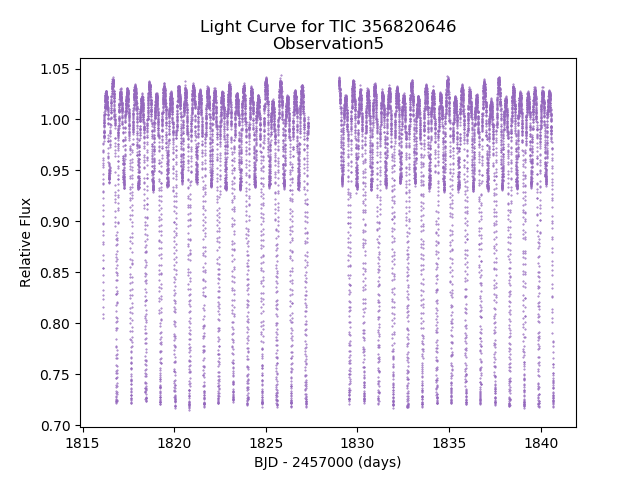 Light Curve for TIC 356820646
Observation5
1.05
1.00
0.95
0.90
0.85
0.80
0.75
0.70
Relative Flux
1815 1820 1825 1830 1835 1840
BJD - 2457000 (days)